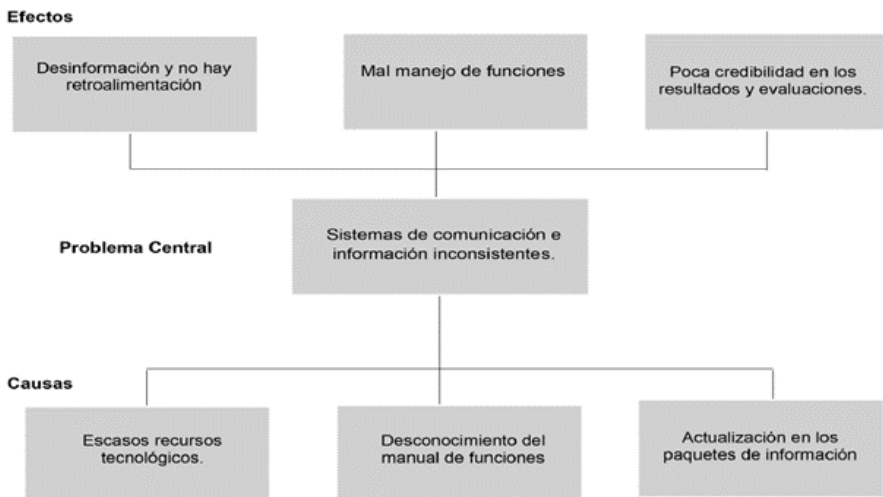 Efectos
Desinformación y no hay
retroalimentación
Mal manejo de funciones
Poca credibilidad en los
resultados y evaluaciones.
Problema Central
Sistemas de comunicación e
información inconsistentes.
Causas
Escasos recursos
tecnológicos.
Desconocimiento del
manual de funciones
Actualización en los
paquetes de información